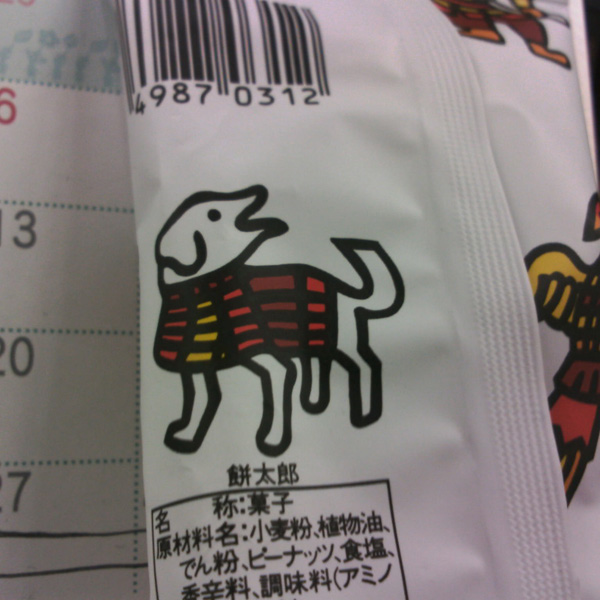 6
13
20
27
4987 0312
餅太郎
名 称:菓子
原材料名:小麦粉、植物油、
でん粉、ピーナッツ、食塩、
香辛料、調味料(アミノ